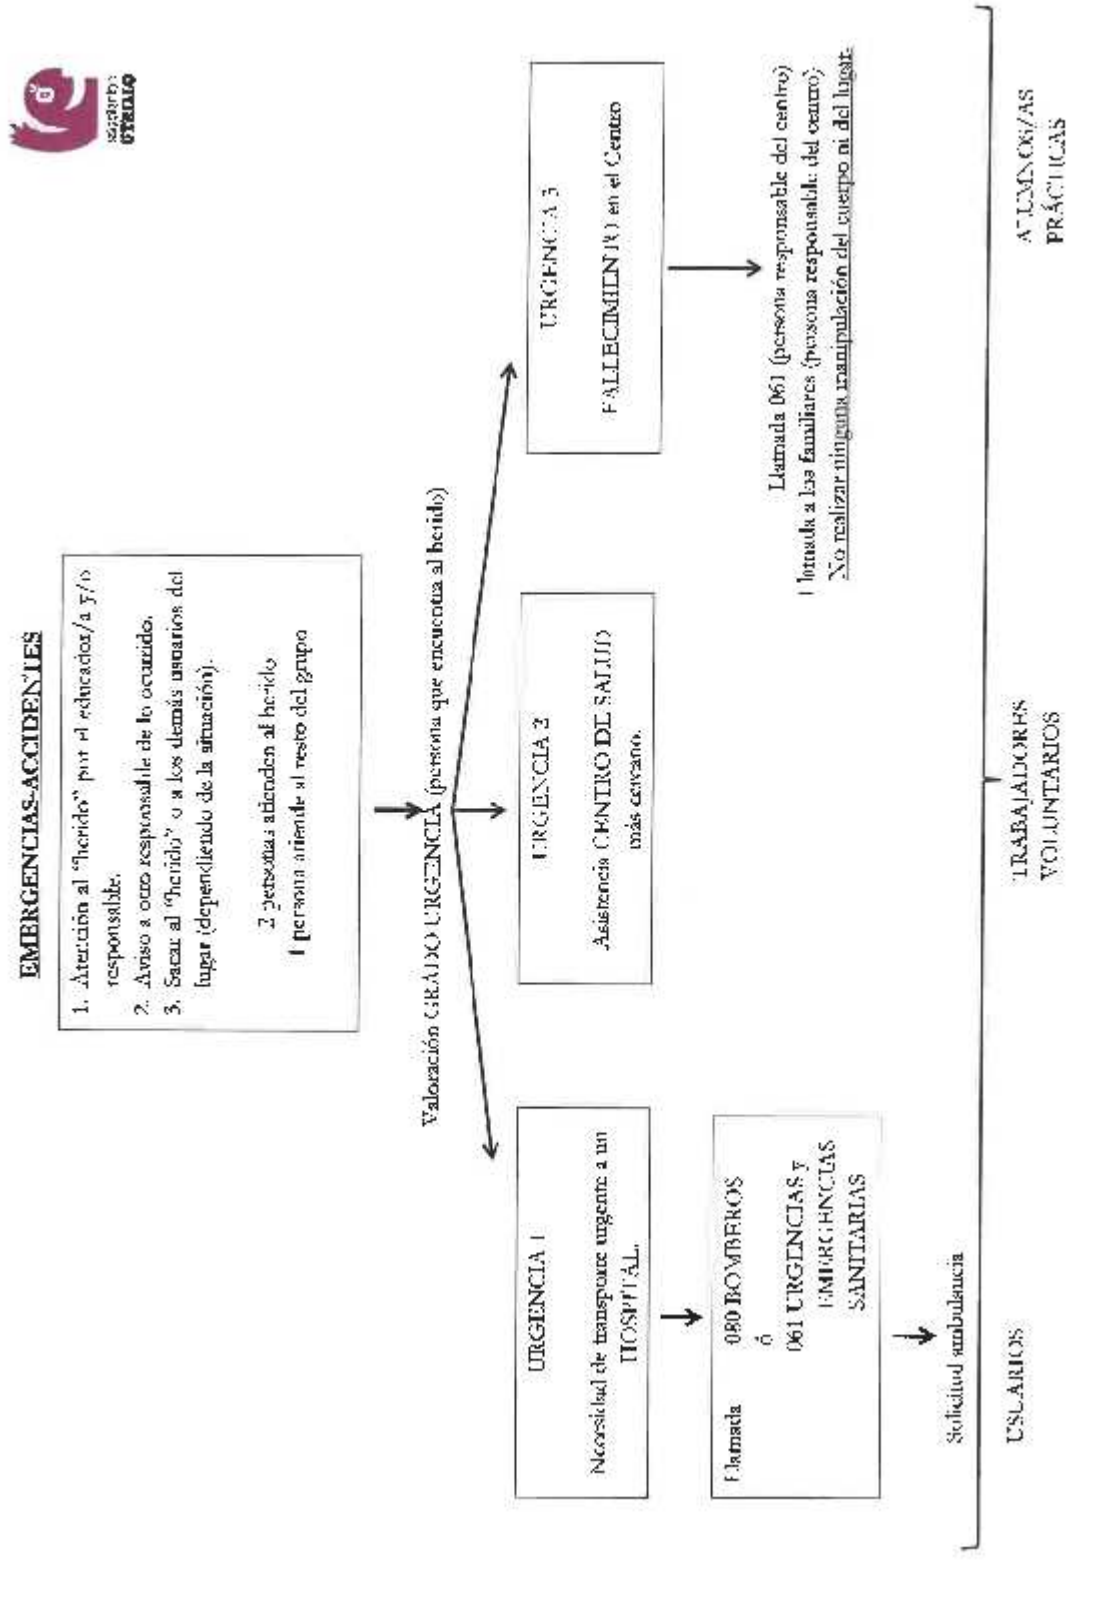 OTRILLO
EMERGENCIAS-ACCIDENTES
1. Atención al "herido" por el educador/a y/o
responsable.
2. Aviso a otro responsable de lo ocurrido.
3. Sacar al "herido" o a los demás usuarios del
lugar (dependiendo de la situación).
2 personas atienden al herido
1 persona atiende al resto del grupo
Valoración GRADO URGENCIA (persona que encuentra al herido)
URGENCIA 1
Necesidad de transporte urgente a un
HOSPITAL.
Llamada 080 BOMBEROS
ó
061 URGENCIAS y
EMERGENCIAS
SANITARIAS
Solicitud ambulancia
URGENCIA 2
Asistencia CENTRO DE SALUD
más cercano.
URGENCIA 3
FALLECIMIENTO en el Centro
Llamada 061 (persona responsable del centro)
Llamada a los familiares (persona responsable del centro)
No realizar ninguna manipulación del cuerpo ni del lugar.
USUARIOS
TRABAJADORES
VOLUNTARIOS
ALUMNOS/AS
PRÁCTICAS